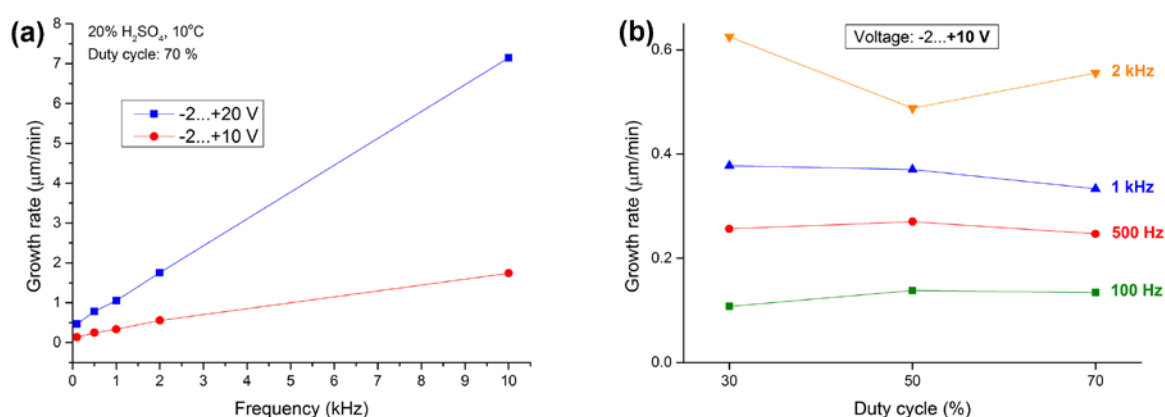 (a)
20% H₂SO₄, 10°C
Duty cycle: 70 %
-2...+20 V
-2...+10 V
8
7
6
5
4
3
2
1
0
Growth rate (μm/min)
0 1 2 3 4 5 6 7 8 9 10
Frequency (kHz)
(b)
Voltage: -2...+10 V
0.6
0.4
0.2
0.0
Growth rate (μm/min)
2 kHz
1 kHz
500 Hz
100 Hz
30 50 70
Duty cycle (%)